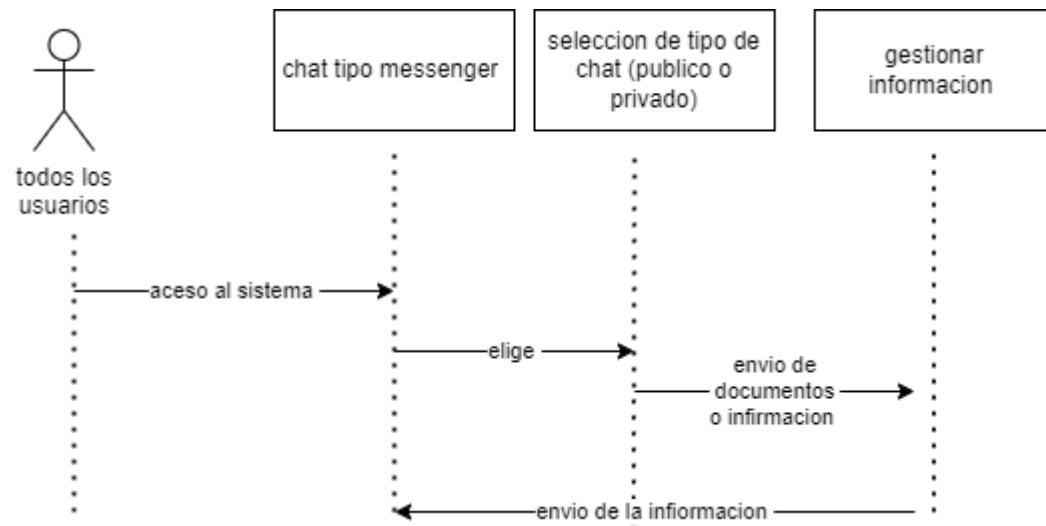 todos los
usuarios
chat tipo messenger
seleccion de tipo de
chat (publico o
privado)
gestionar
informacion
aceso al sistema
elige
envio de
documentos
o infirmacion
envio de la infiormacion